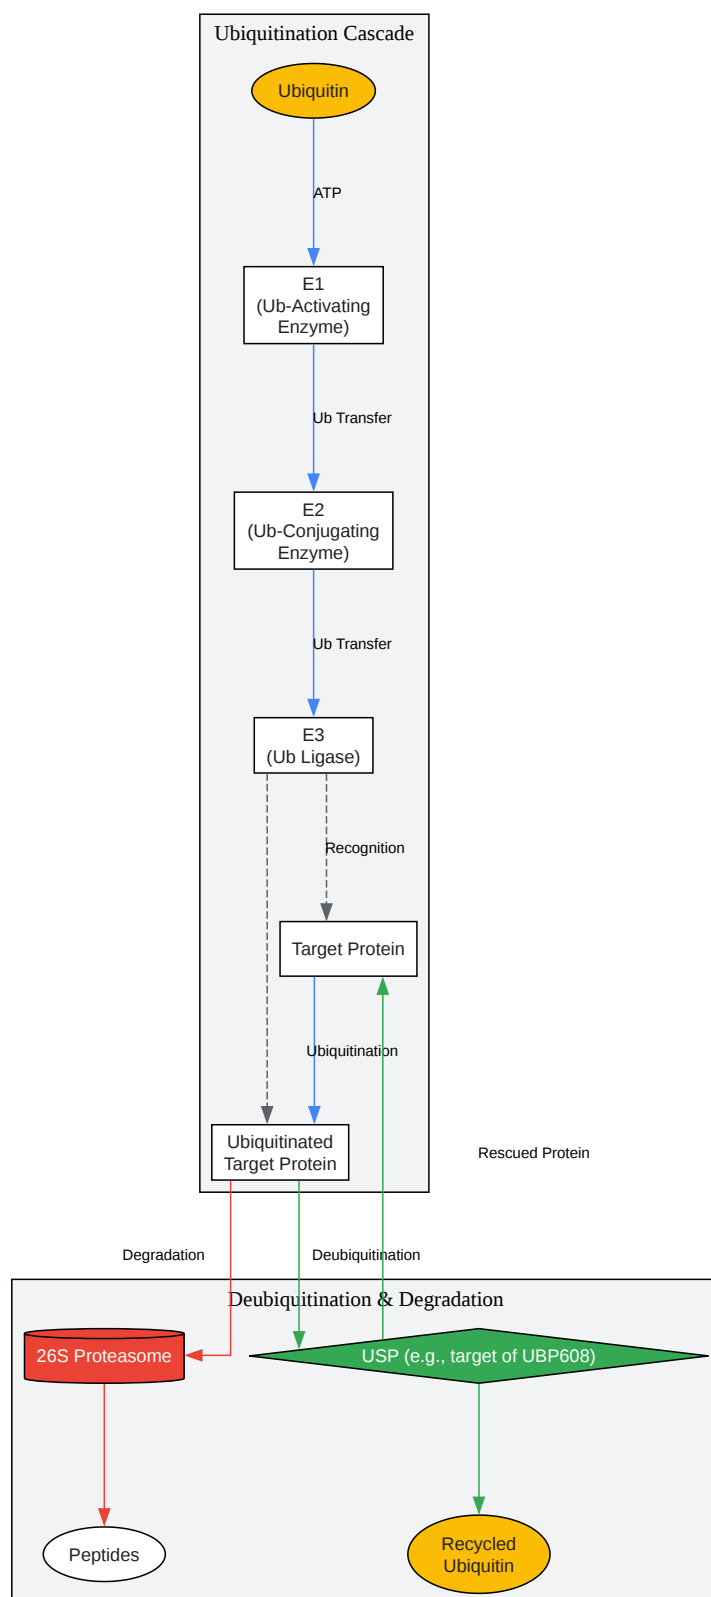 Ubiquitination Cascade
Ubiquitin
ATP
E1
(Ub-Activating
Enzyme)
Ub Transfer
E2
(Ub-Conjugating
Enzyme)
Ub Transfer
E3
(Ub Ligase)
Recognition
Target Protein
Ubiquitination
Ubiquitinated
Target Protein
Rescued Protein
Degradation
Deubiquitination
Deubiquitination & Degradation
26S Proteasome
USP (e.g., target of UBP608)
Peptides
Recycled
Ubiquitin